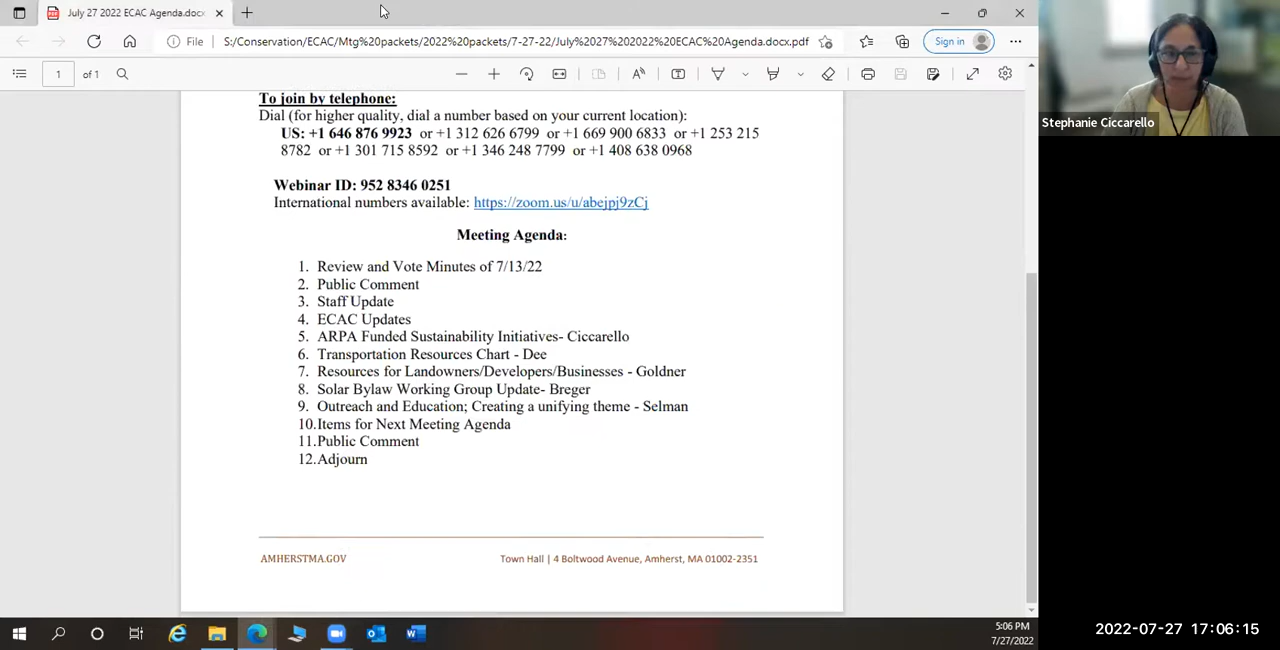 July 27 2022 ECAC Agenda.docx
File
S:/Conservation/ECAC/Mtg%20packets/2022%20packets/7-27-22/July%2027%202022%20ECAC%20Agenda.docx.pdf
Sign in
1 of 1
Stephanie Ciccarello
To join by telephone:
Dial (for higher quality, dial a number based on your current location):
US: +1 646 876 9923 or +1 312 626 6799 or +1 669 900 6833 or +1 253 215
8782 or +1 301 715 8592 or +1 346 248 7799 or +1 408 638 0968
Webinar ID: 952 8346 0251
International numbers available: https://zoom.us/u/abejpj9zCj
Meeting Agenda:
1. Review and Vote Minutes of 7/13/22
2. Public Comment
3. Staff Update
4. ECAC Updates
5. ARPA Funded Sustainability Initiatives- Ciccarello
6. Transportation Resources Chart - Dee
7. Resources for Landowners/Developers/Businesses - Goldner
8. Solar Bylaw Working Group Update- Breger
9. Outreach and Education; Creating a unifying theme - Selman
10.Items for Next Meeting Agenda
11.Public Comment
12.Adjourn
AMHERSTMA.GOV
Town Hall | 4 Boltwood Avenue, Amherst, MA 01002-2351
5:06 PM
7/27/2022
2022-07-27 17:06:15